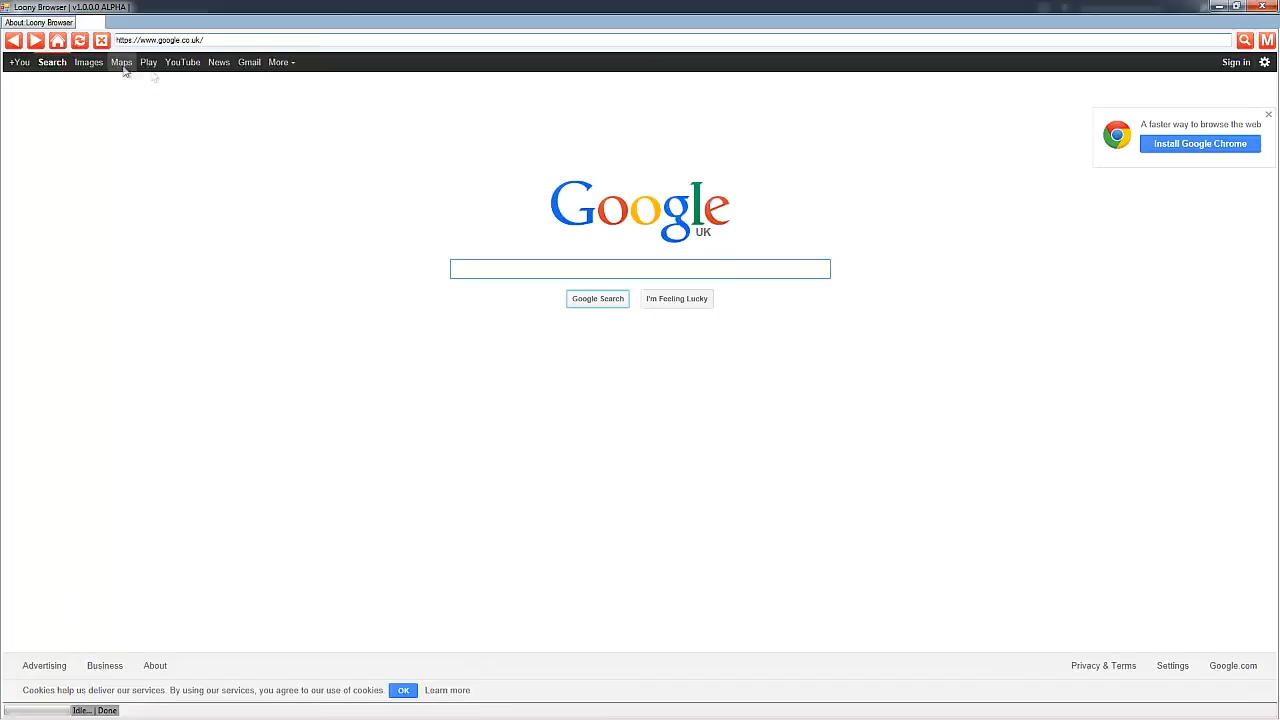 Loony Browser | v1.0.0.0 ALPHA |
About:Loony Browser
https://www.google.co.uk/
M
+You Search Images Maps Play YouTube News Gmail More Sign in
A faster way to browse the web
Install Google Chrome
Google
UK
Google Search I'm Feeling Lucky
Advertising Business About Privacy & Terms Settings Google.com
Cookies help us deliver our services. By using our services, you agree to our use of cookies. OK Learn more
Idle... | Done